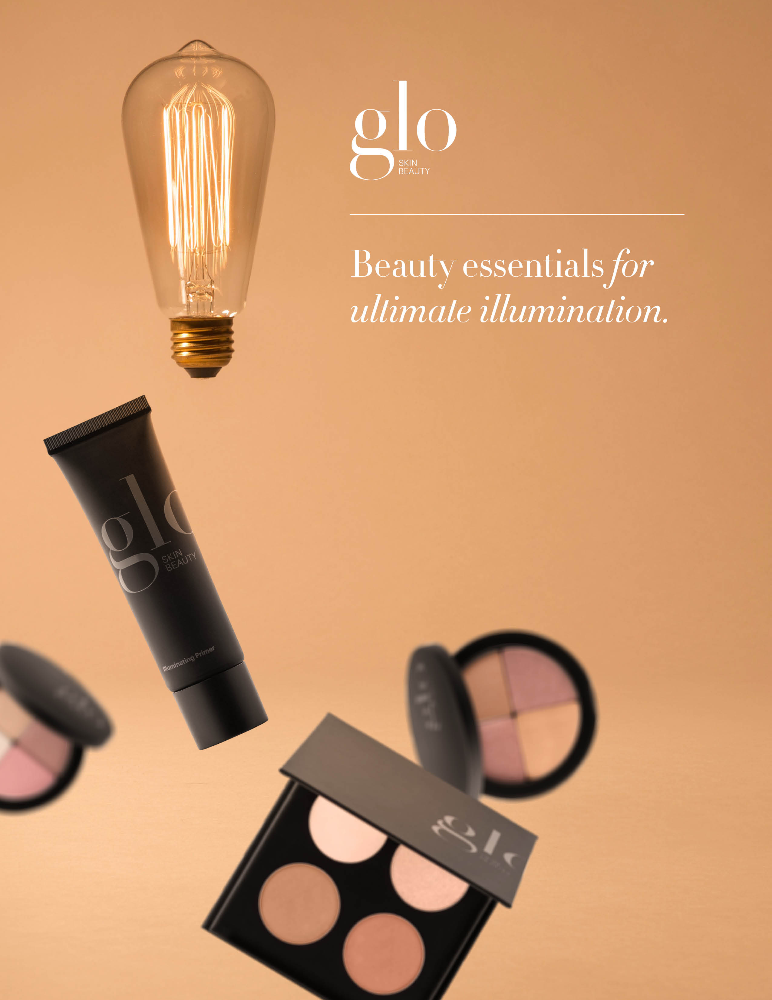 glo
SKIN
BEAUTY
Beauty essentials for
ultimate illumination.
glo
SKIN
BEAUTY
Illuminating Primer